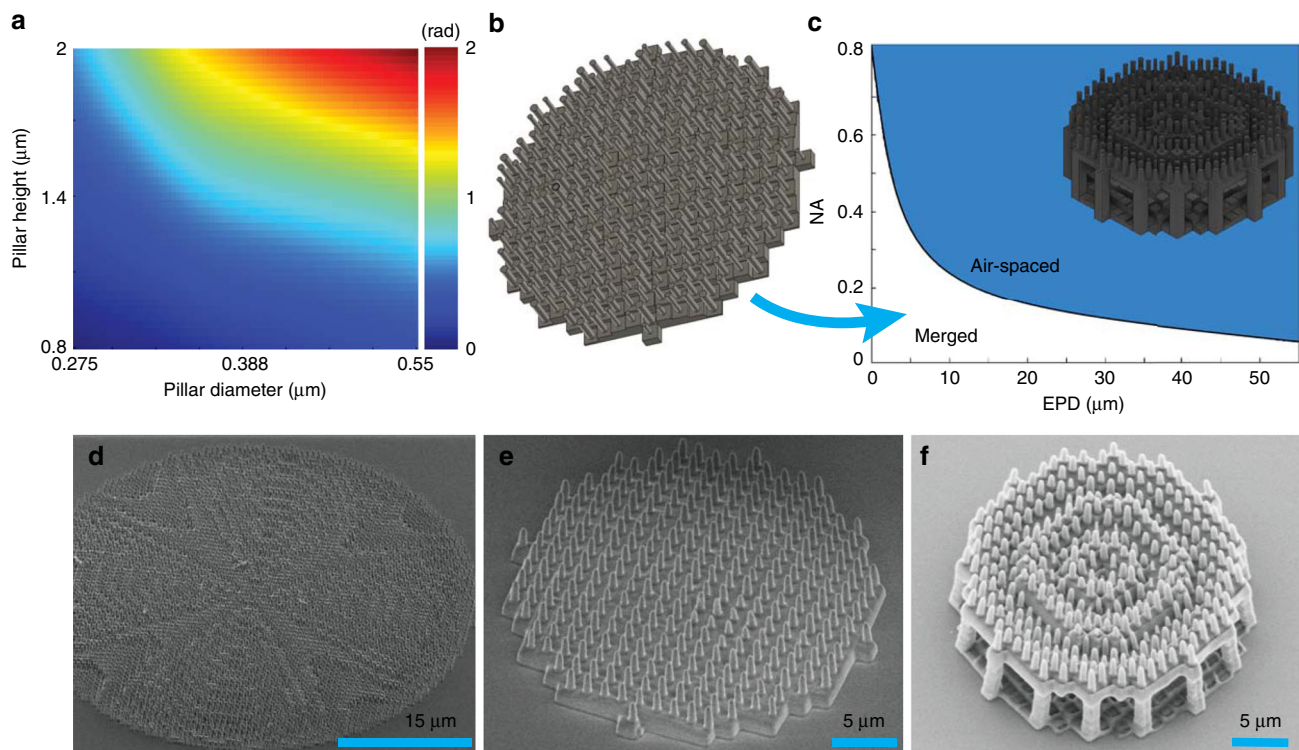 a
(rad)
2
1.4
0.8
Pillar height (μm)
0.275
0.388
0.55
Pillar diameter (μm)
2
1
0
b
c
0.8
0.6
0.4
0.2
0
NA
Air-spaced
Merged
0
10
20
30
40
50
EPD (μm)
d
15 μm
e
5 μm
f
5 μm